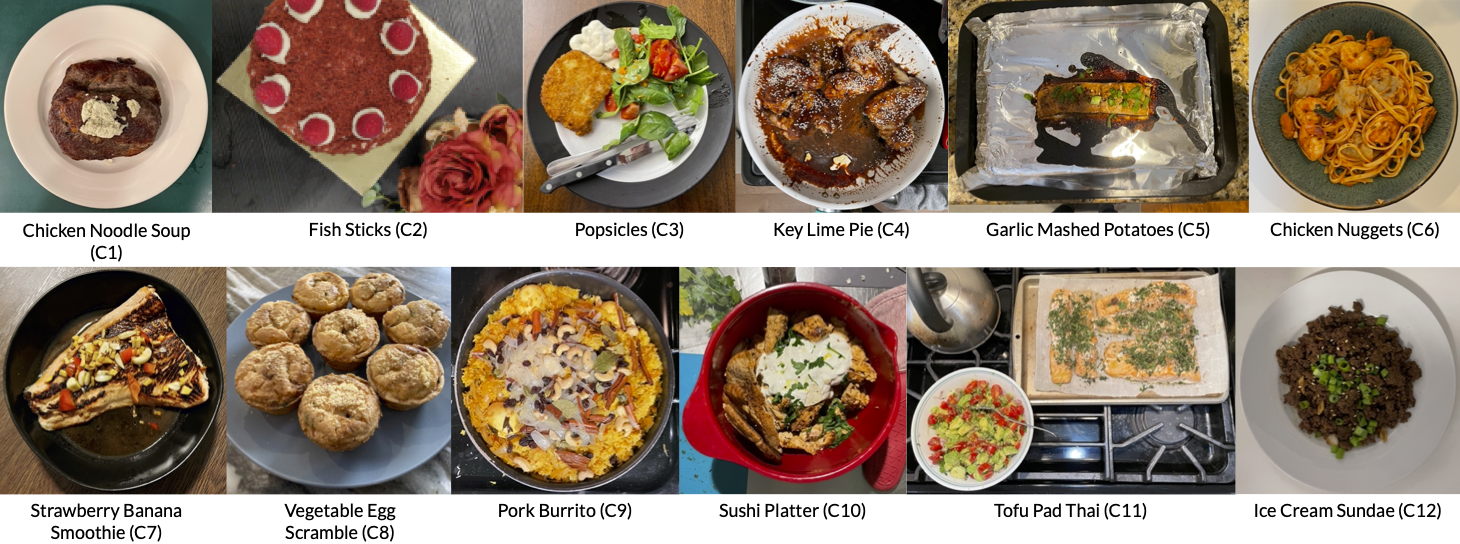 Chicken Noodle Soup
(C1)
Fish Sticks (C2)
Popsicles (C3)
Key Lime Pie (C4)
Garlic Mashed Potatoes (C5)
Chicken Nuggets (C6)
Strawberry Banana
Smoothie (C7)
Vegetable Egg
Scramble (C8)
Pork Burrito (C9)
Sushi Platter (C10)
Tofu Pad Thai (C11)
Ice Cream Sundae (C12)